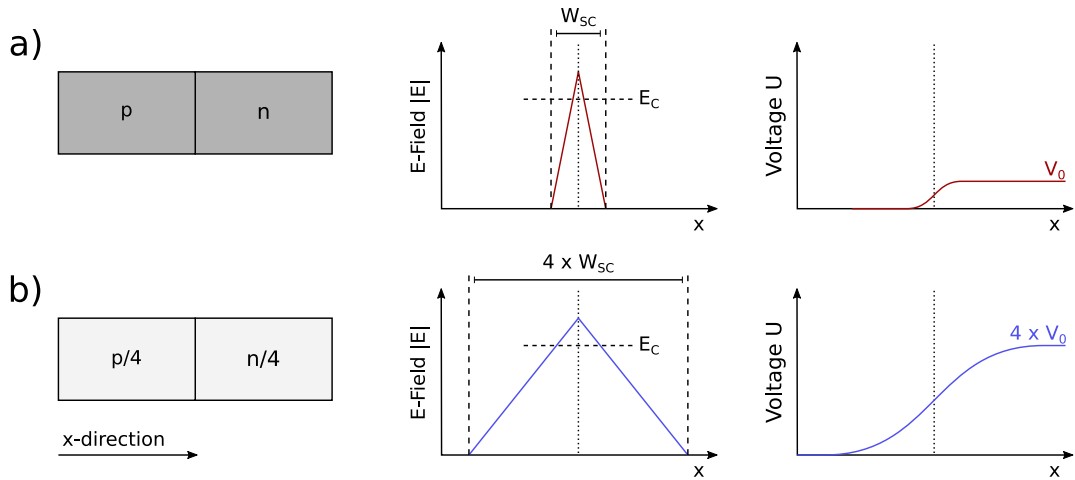 a)
p
n
E-Field |E|
W_SC
E_C
x
Voltage U
V_0
x
b)
p/4
n/4
x-direction
E-Field |E|
4 x W_SC
E_C
x
Voltage U
4 x V_0
x